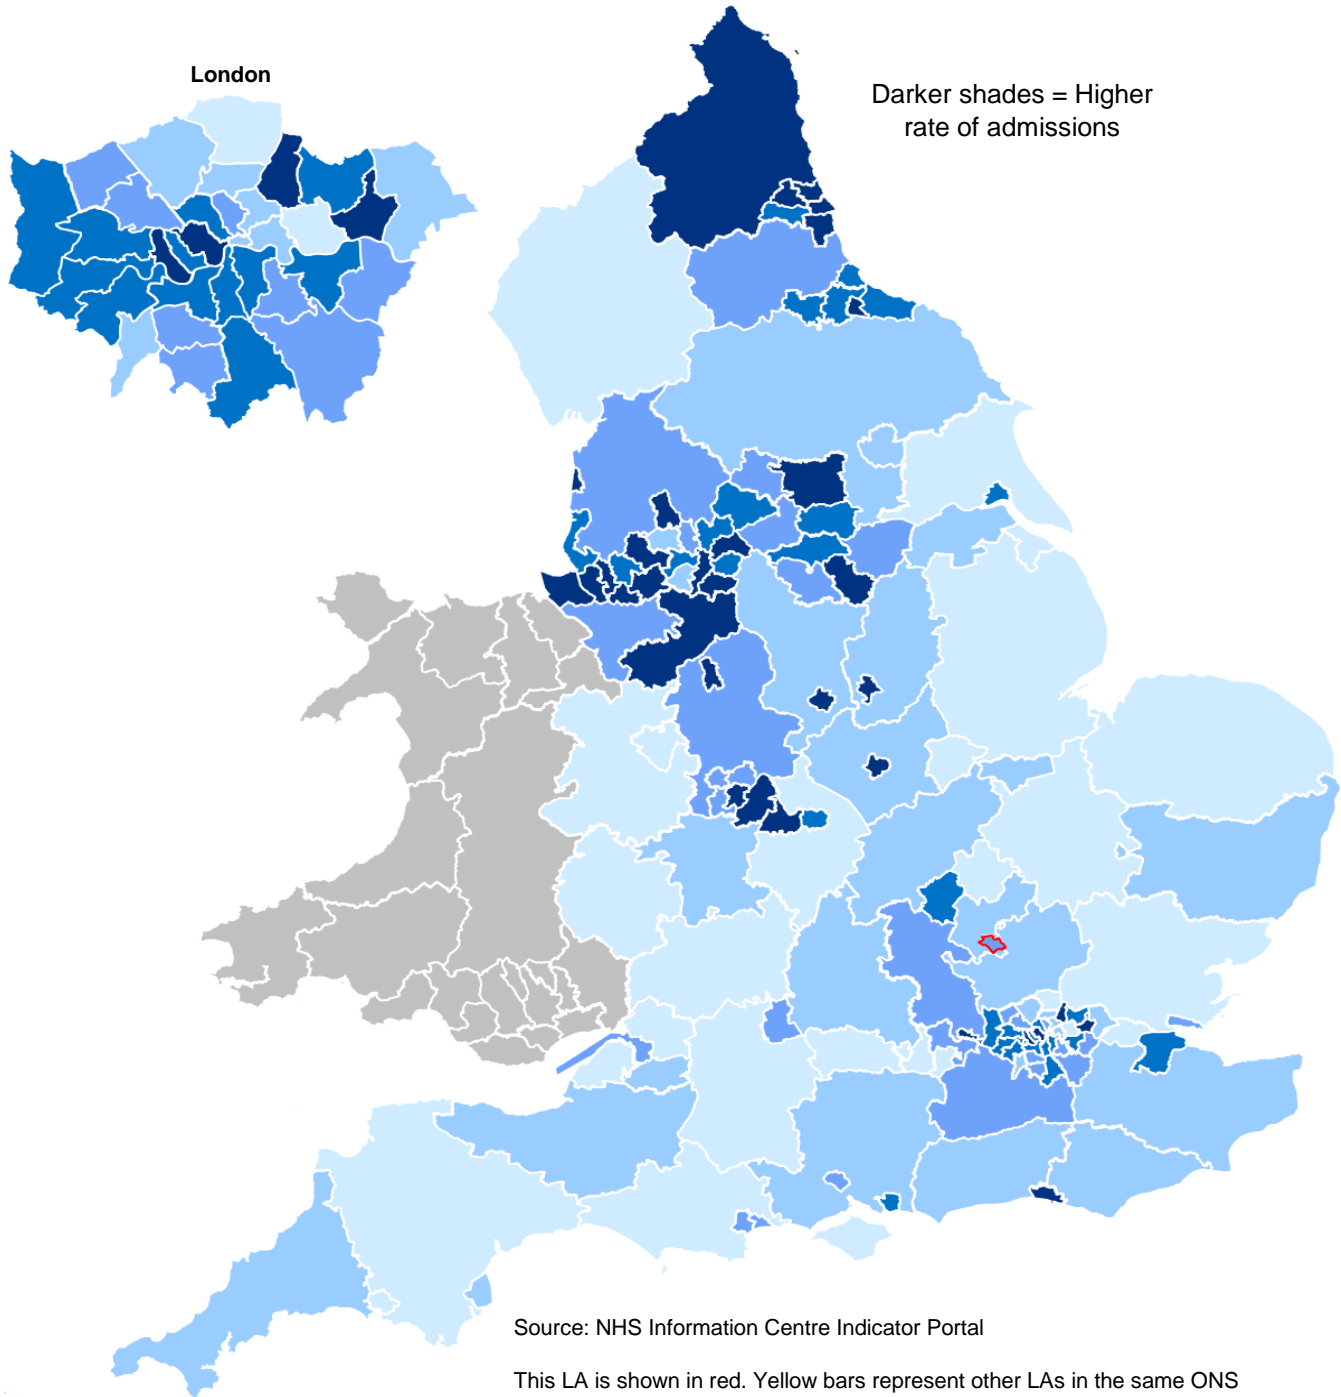 London
Darker shades = Higher
rate of admissions
Source: NHS Information Centre Indicator Portal
This LA is shown in red. Yellow bars represent other LAs in the same ONS